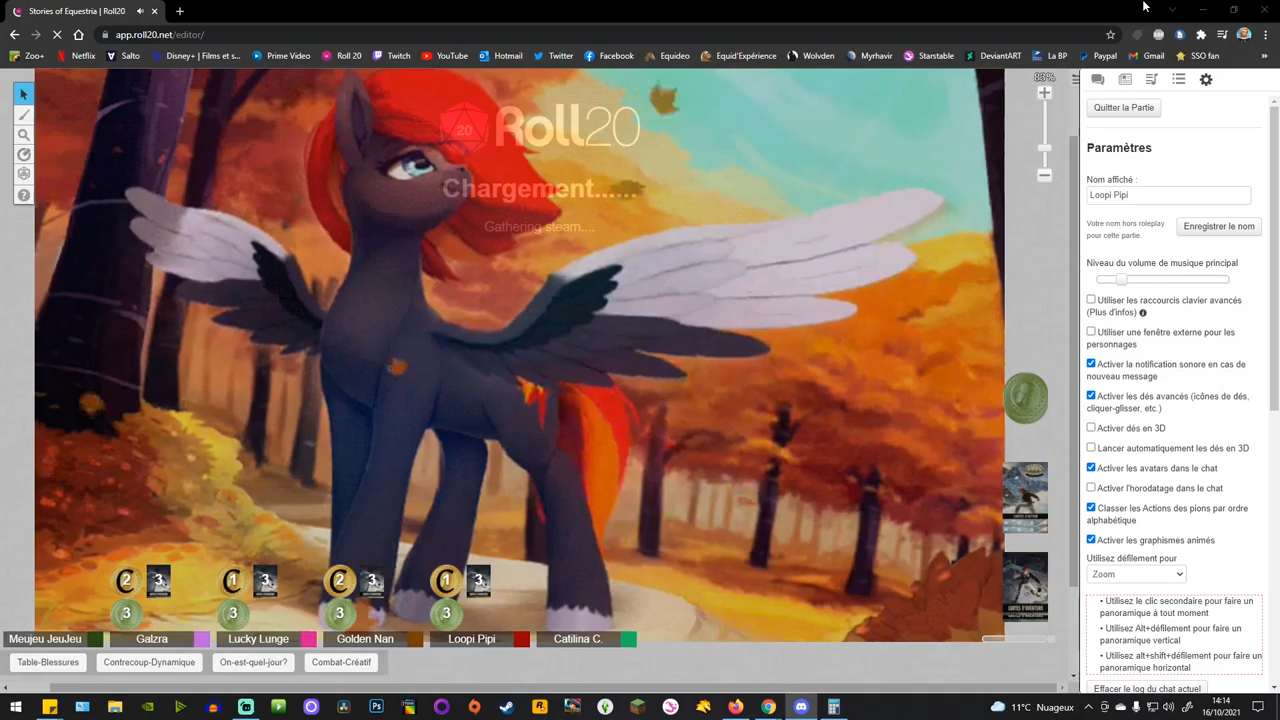 Stories of Equestria | Roll20
app.roll20.net/editor/
Zoo+
Netflix
Salto
Disney+ | Films et s...
Prime Video
Roll 20
Twitch
YouTube
Hotmail
Twitter
Facebook
Equideo
Equid'Expérience
Wolvden
Myrhavir
Starstable
DeviantART
La BP
Paypal
Gmail
SSO fan
83%
20
Roll20
Chargement......
Gathering steam....
Quitter la Partie
Paramètres
Nom affiché :
Loopi Pipi
Votre nom hors roleplay
pour cette partie.
Enregistrer le nom
Niveau du volume de musique principal
Utiliser les raccourcis clavier avancés
(Plus d'infos)
Utiliser une fenêtre externe pour les
personnages
Activer la notification sonore en cas de
nouveau message
Activer les dés avancés (icônes de dés,
cliquer-glisser, etc.)
Activer dés en 3D
Lancer automatiquement les dés en 3D
Activer les avatars dans le chat
Activer l'horodatage dans le chat
Classer les Actions des pions par ordre
alphabétique
Activer les graphismes animés
Utilisez défilement pour
Zoom
• Utilisez le clic secondaire pour faire un
panoramique à tout moment
• Utilisez Alt+défilement pour faire un
panoramique vertical
• Utilisez alt+shift+défilement pour faire un
panoramique horizontal
Effacer le log du chat actuel
2 3 1 3 2 3 1 3
3 3 3 3
Meujeu JeuJeu
Galzra
Lucky Lunge
Golden Nan
Loopi Pipi
Catilina C.
Table-Blessures
Contrecoup-Dynamique
On-est-quel-jour?
Combat-Créatif
11°C Nuageux
14:14
16/10/2021